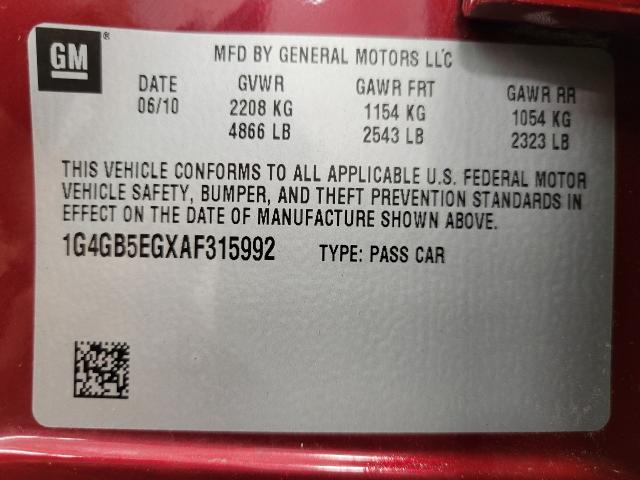 GM®
MFD BY GENERAL MOTORS LLC
DATE GVWR GAWR FRT GAWR RR
06/10 2208 KG 1154 KG 1054 KG
4866 LB 2543 LB 2323 LB
THIS VEHICLE CONFORMS TO ALL APPLICABLE U.S. FEDERAL MOTOR
VEHICLE SAFETY, BUMPER, AND THEFT PREVENTION STANDARDS IN
EFFECT ON THE DATE OF MANUFACTURE SHOWN ABOVE.
1G4GB5EGXAF315992 TYPE: PASS CAR